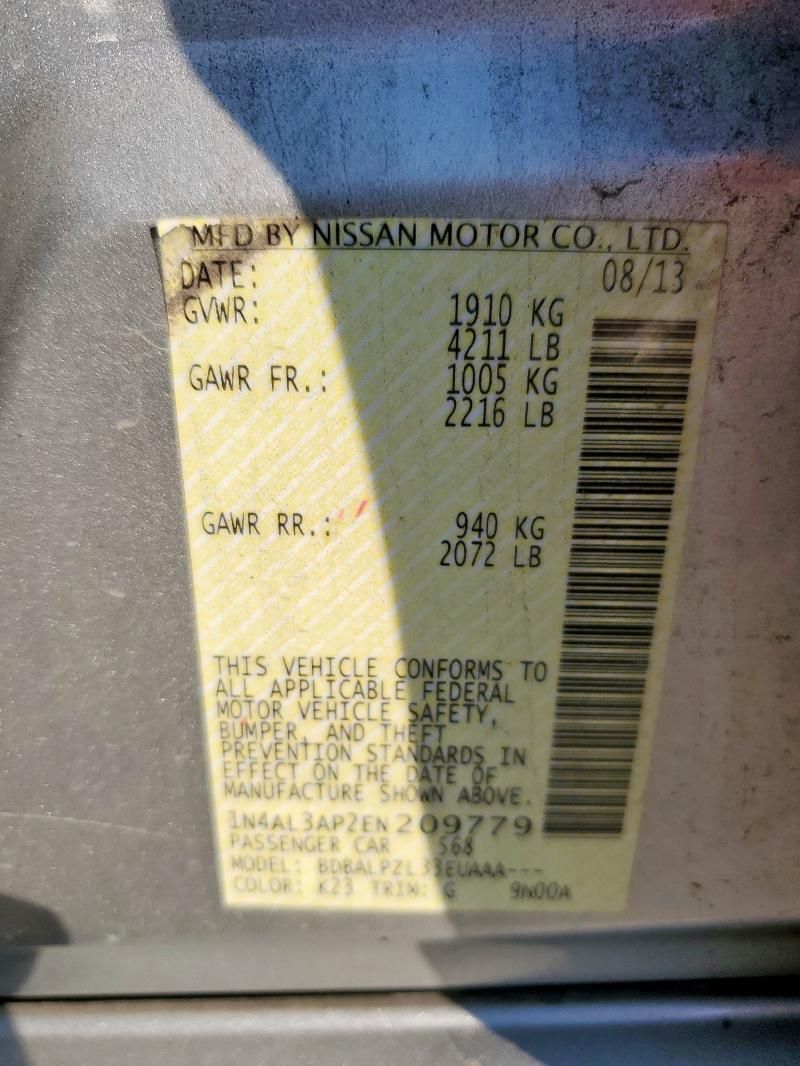 MFD BY NISSAN MOTOR CO., LTD.
DATE: 08/13
GVWR: 1910 KG
4211 LB
GAWR FR.: 1005 KG
2216 LB
GAWR RR.: 940 KG
2072 LB
THIS VEHICLE CONFORMS TO
ALL APPLICABLE FEDERAL
MOTOR VEHICLE SAFETY,
BUMPER, AND THEFT
PREVENTION STANDARDS IN
EFFECT ON THE DATE OF
MANUFACTURE SHOWN ABOVE.
1N4AL3AP2EN209779
PASSENGER CAR 568
MODEL: BDBALPZL33EUAAA---
COLOR: K23 TRIM: G 9N00A